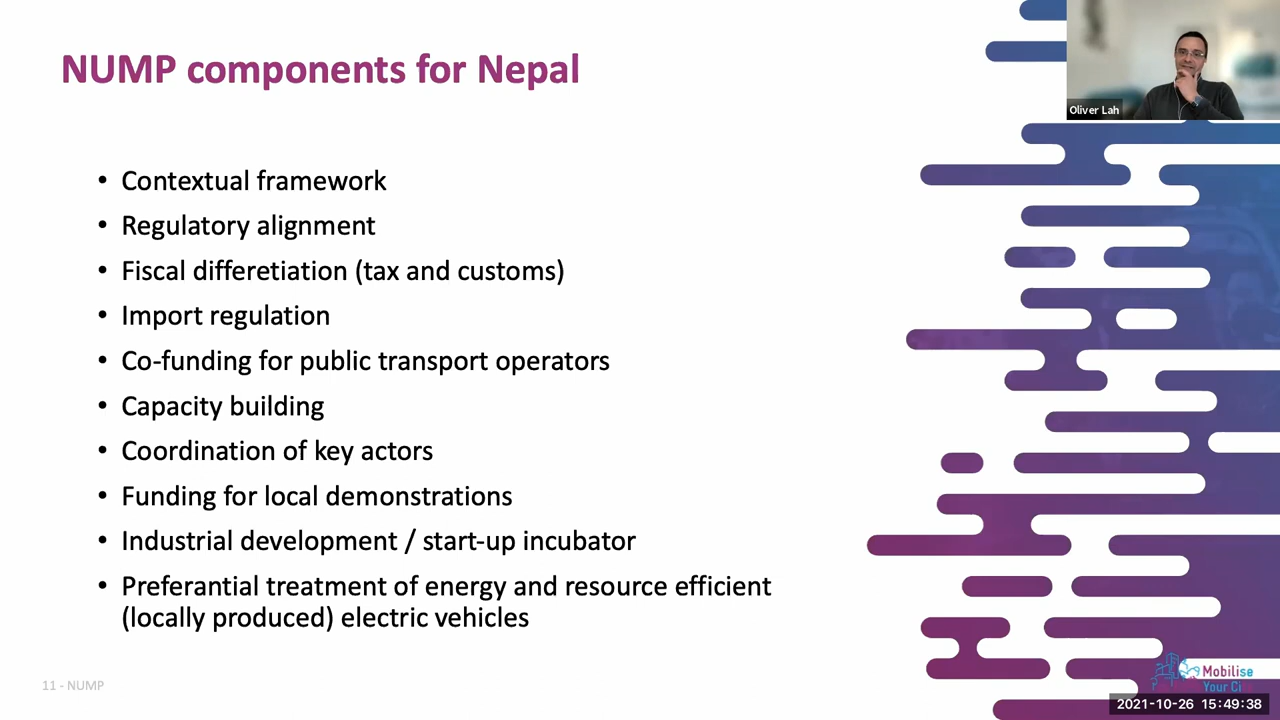 NUMP components for Nepal
Oliver Lah
• Contextual framework
• Regulatory alignment
• Fiscal differetiation (tax and customs)
• Import regulation
• Co-funding for public transport operators
• Capacity building
• Coordination of key actors
• Funding for local demonstrations
• Industrial development / start-up incubator
• Preferantial treatment of energy and resource efficient
(locally produced) electric vehicles
11 - NUMP
Mobilise
Your Ci
2021-10-26 15:49:38